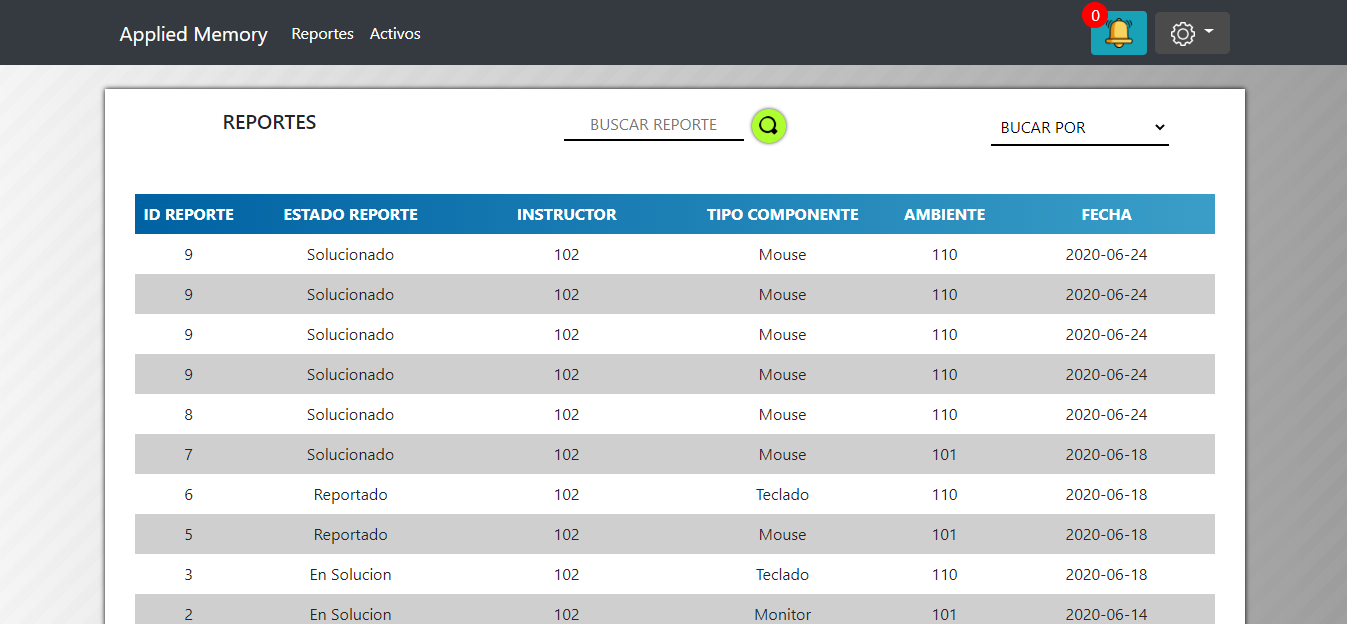 Applied Memory Reportes Activos 0
REPORTES BUSCAR REPORTE BUCAR POR
ID REPORTE ESTADO REPORTE INSTRUCTOR TIPO COMPONENTE AMBIENTE FECHA
9 Solucionado 102 Mouse 110 2020-06-24
9 Solucionado 102 Mouse 110 2020-06-24
9 Solucionado 102 Mouse 110 2020-06-24
9 Solucionado 102 Mouse 110 2020-06-24
8 Solucionado 102 Mouse 110 2020-06-24
7 Solucionado 102 Mouse 101 2020-06-18
6 Reportado 102 Teclado 110 2020-06-18
5 Reportado 102 Mouse 101 2020-06-18
3 En Solucion 102 Teclado 110 2020-06-18
2 En Solucion 102 Monitor 101 2020-06-14